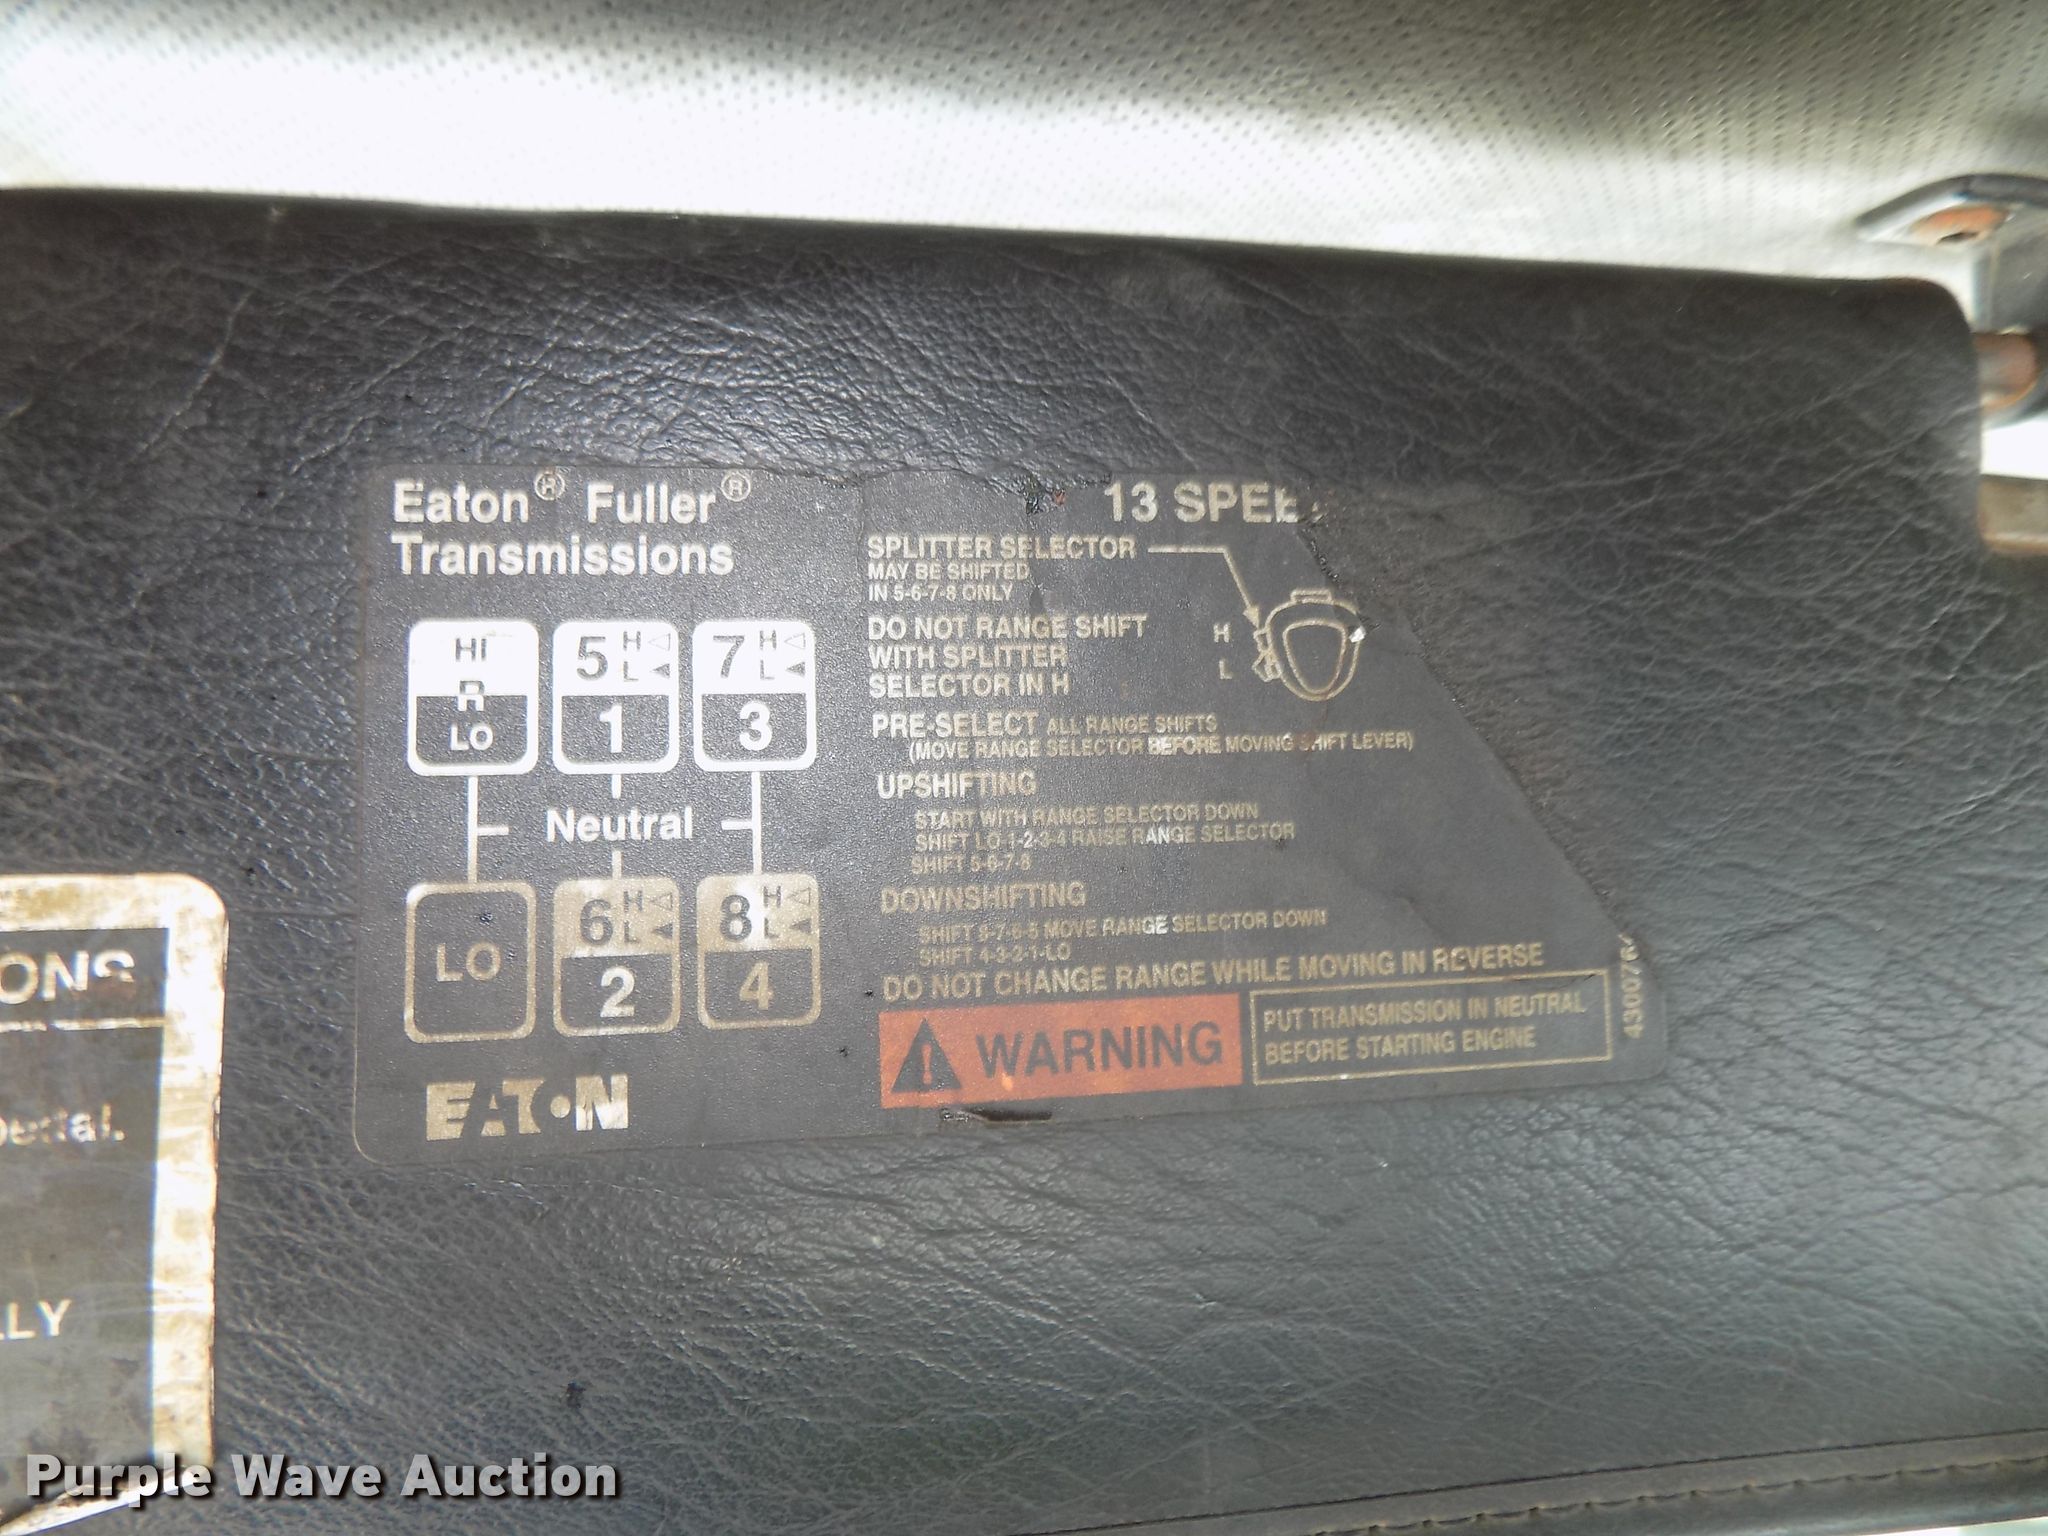 Eaton® Fuller®
Transmissions
HI
R
LO
5 H
L
1
7 H
L
3
Neutral
LO
6 H
L
2
8 H
L
4
EATON
13 SPEE
SPLITTER SELECTOR
MAY BE SHIFTED
IN 5-6-7-8 ONLY
H
L
DO NOT RANGE SHIFT
WITH SPLITTER
SELECTOR IN H
PRE-SELECT ALL RANGE SHIFTS
(MOVE RANGE SELECTOR BEFORE MOVING SHIFT LEVER)
UPSHIFTING
START WITH RANGE SELECTOR DOWN
SHIFT LO 1-2-3-4 RAISE RANGE SELECTOR
SHIFT 5-6-7-8
DOWNSHIFTING
SHIFT 8-7-6-5 MOVE RANGE SELECTOR DOWN
SHIFT 4-3-2-1-LO
DO NOT CHANGE RANGE WHILE MOVING IN REVERSE
WARNING
PUT TRANSMISSION IN NEUTRAL
BEFORE STARTING ENGINE
ONS
LLY
Purple Wave Auction